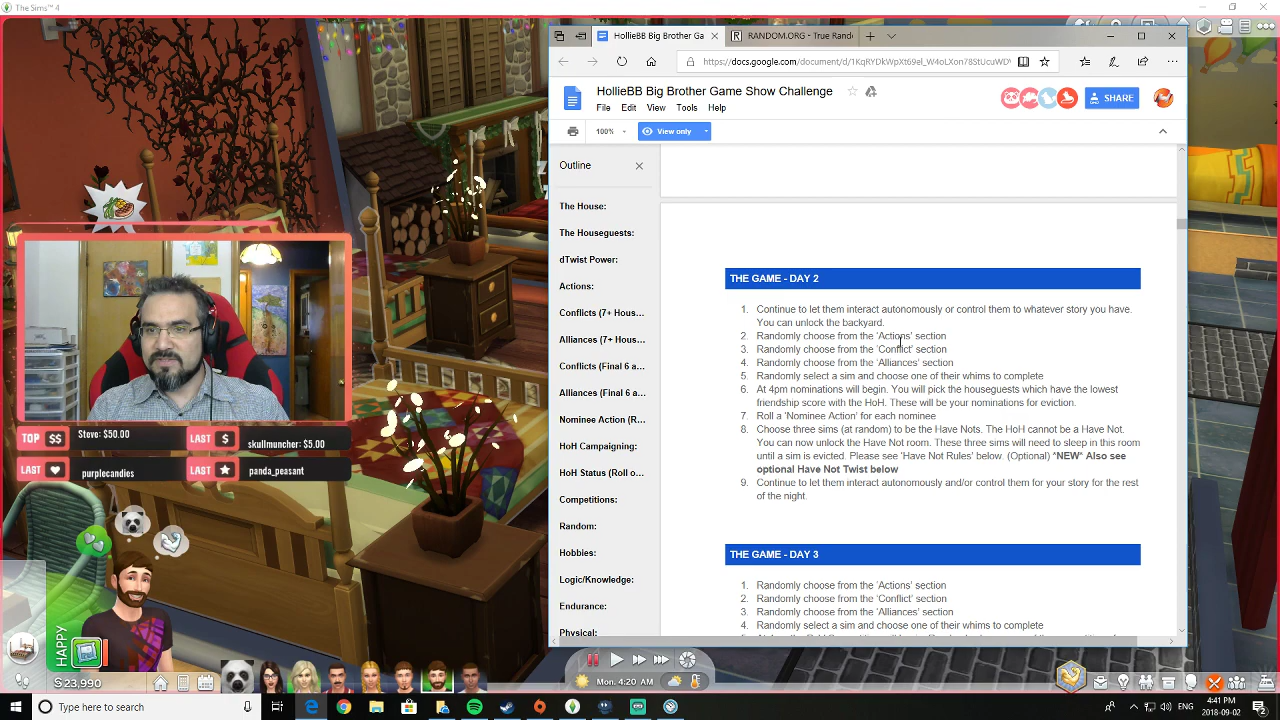 The Sims™ 4
HollieBB Big Brother Ga
RANDOM.ORG - True Rand
https://docs.google.com/document/d/1KqRYDkWpXt69el_W4oLXon78StUcuWDV
HollieBB Big Brother Game Show Challenge
File Edit View Tools Help
SHARE
100%
View only
Outline
The House:
The Houseguests:
dTwist Power:
Actions:
Conflicts (7+ Hous...
Alliances (7+ Hous...
Conflicts (Final 6 a...
Alliances (Final 6 a...
Nominee Action (R...
HoH Campaigning:
HoH Status (Roll o...
Competitions:
Random:
Hobbies:
Logic/Knowledge:
Endurance:
Physical:
THE GAME - DAY 2
1. Continue to let them interact autonomously or control them to whatever story you have.
You can unlock the backyard.
2. Randomly choose from the 'Actions' section
3. Randomly choose from the 'Conflict' section
4. Randomly choose from the 'Alliances' section
5. Randomly select a sim and choose one of their whims to complete
6. At 4pm nominations will begin. You will pick the houseguests which have the lowest
friendship score with the HoH. These will be your nominations for eviction.
7. Roll a 'Nominee Action' for each nominee
8. Choose three sims (at random) to be the Have Nots. The HoH cannot be a Have Not.
You can now unlock the Have Not room. These three sims will need to sleep in this room
until a sim is evicted. Please see 'Have Not Rules' below. (Optional) *NEW* Also see
optional Have Not Twist below
9. Continue to let them interact autonomously and/or control them for your story for the rest
of the night.
THE GAME - DAY 3
1. Randomly choose from the 'Actions' section
2. Randomly choose from the 'Conflict' section
3. Randomly choose from the 'Alliances' section
4. Randomly select a sim and choose one of their whims to complete
TOP $$ Steve: $50.00
LAST $ skullmuncher: $5.00
LAST purplecandies
LAST panda_peasant
HAPPY
§ 23,990
Mon. 4:20 AM
Type here to search
ENG
4:41 PM
2018-09-02